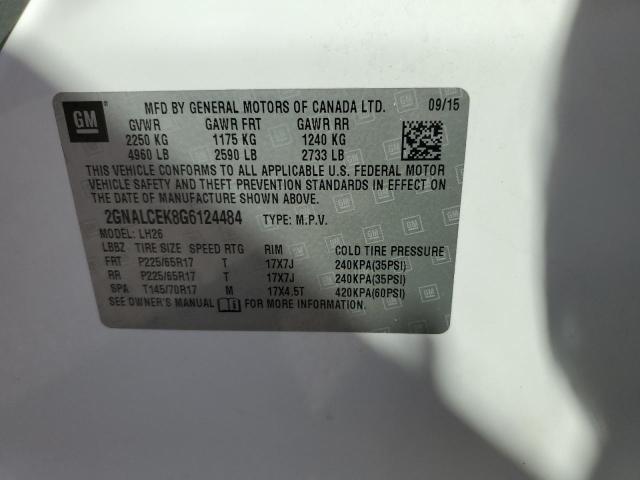 GM
MFD BY GENERAL MOTORS OF CANADA LTD. 09/15
GVWR GAWR FRT GAWR RR
2250 KG 1175 KG 1240 KG
4960 LB 2590 LB 2733 LB
THIS VEHICLE CONFORMS TO ALL APPLICABLE U.S. FEDERAL MOTOR
VEHICLE SAFETY AND THEFT PREVENTION STANDARDS IN EFFECT ON
THE DATE OF MANUFACTURE SHOWN ABOVE.
2GNALCEK8G6124484 TYPE: M.P.V.
MODEL: LH26
LBBZ TIRE SIZE SPEED RTG RIM COLD TIRE PRESSURE
FRT P225/65R17 T 17X7J 240KPA(35PSI)
RR P225/65R17 T 17X7J 240KPA(35PSI)
SPA T145/70R17 M 17X4.5T 420KPA(60PSI)
SEE OWNER'S MANUAL FOR MORE INFORMATION.